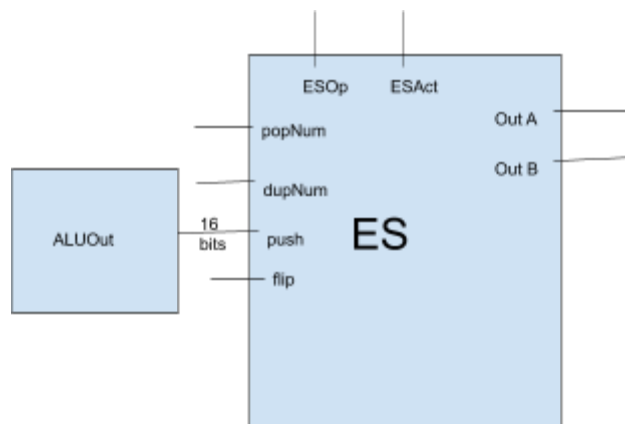 ESOp
ESAct
popNum
Out A
dupNum
Out B
ALUOut
16
bits
push
ES
flip